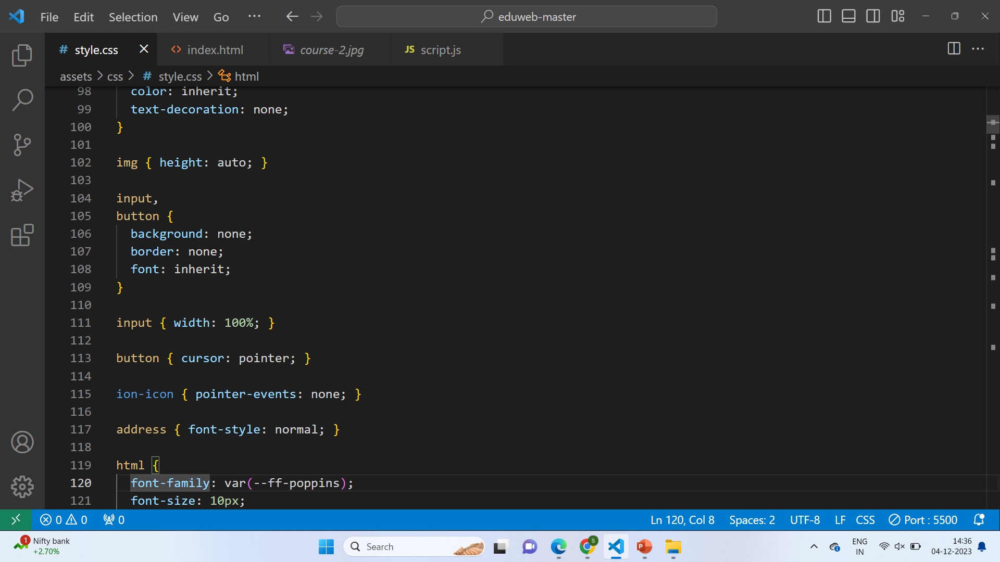 File Edit Selection View Go ··· eduweb-master
# style.css index.html course-2.jpg JS script.js
assets > css > # style.css > html
98 color: inherit;
99 text-decoration: none;
100 }
101
102 img { height: auto; }
103
104 input,
105 button {
106 background: none;
107 border: none;
108 font: inherit;
109 }
110
111 input { width: 100%; }
112
113 button { cursor: pointer; }
114
115 ion-icon { pointer-events: none; }
116
117 address { font-style: normal; }
118
119 html {
120 font-family: var(--ff-poppins);
121 font-size: 10px;
0 0 0 Ln 120, Col 8 Spaces: 2 UTF-8 LF CSS Port : 5500
1 Nifty bank
+2.70%
Search
S
P
ENG
IN
14:36
04-12-2023